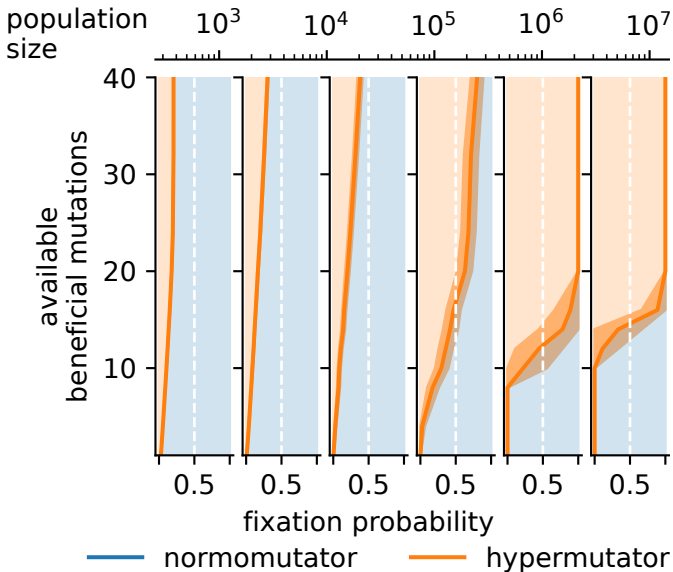 population size 10³ 10⁴ 10⁵ 10⁶ 10⁷
40
30
20
10
available
beneficial mutations
0.5 0.5 0.5 0.5 0.5 0.5
fixation probability
normomutator hypermutator